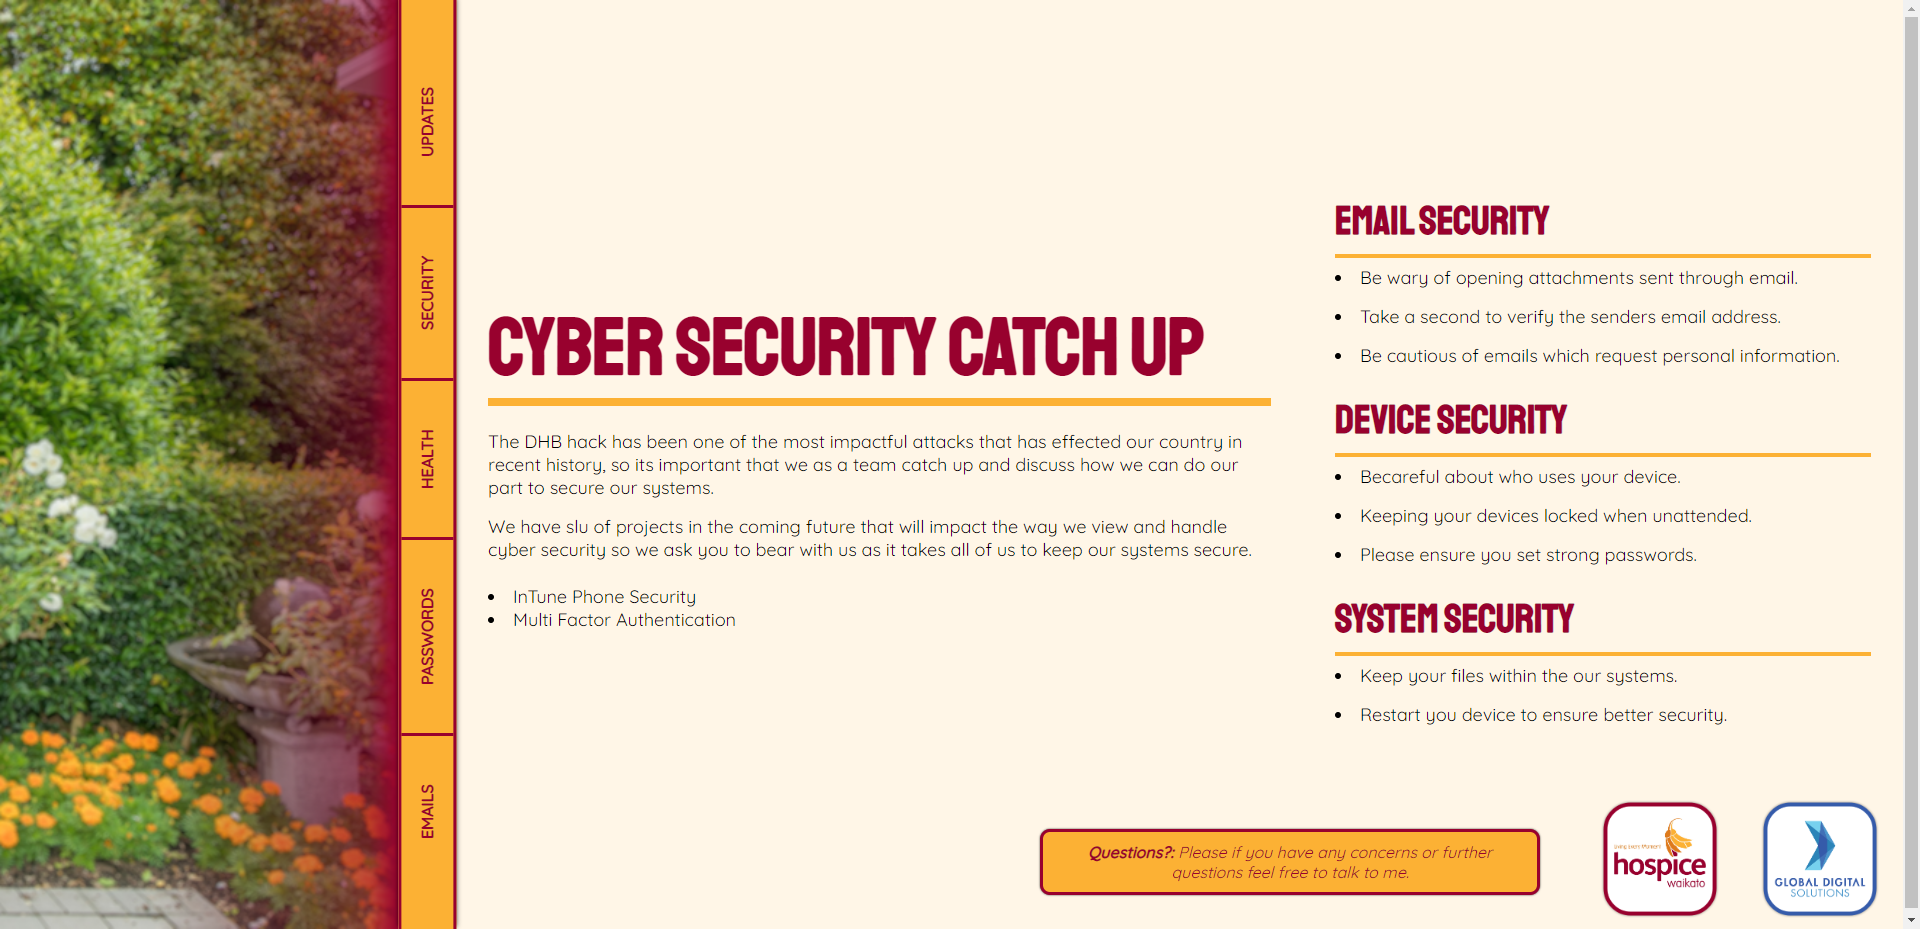 UPDATES
SECURITY
HEALTH
PASSWORDS
EMAILS
CYBER SECURITY CATCH UP
The DHB hack has been one of the most impactful attacks that has effected our country in
recent history, so its important that we as a team catch up and discuss how we can do our
part to secure our systems.
We have slu of projects in the coming future that will impact the way we view and handle
cyber security so we ask you to bear with us as it takes all of us to keep our systems secure.
• InTune Phone Security
• Multi Factor Authentication
EMAIL SECURITY
• Be wary of opening attachments sent through email.
• Take a second to verify the senders email address.
• Be cautious of emails which request personal information.
DEVICE SECURITY
• Becareful about who uses your device.
• Keeping your devices locked when unattended.
• Please ensure you set strong passwords.
SYSTEM SECURITY
• Keep your files within the our systems.
• Restart you device to ensure better security.
Questions?: Please if you have any concerns or further
questions feel free to talk to me.
Living Every Moment
hospice
waikato
GLOBAL DIGITAL
SOLUTIONS